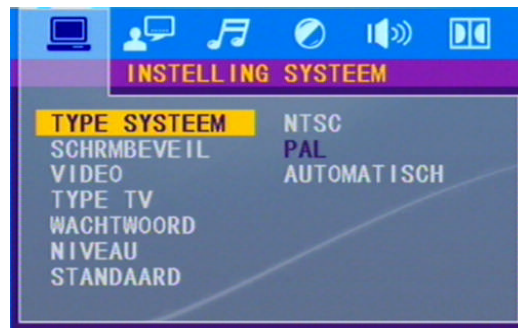 INSTELLING SYSTEEM
TYPE SYSTEEM NTSC
SCHRMBEVEIL PAL
VIDEO AUTOMATISCH
TYPE TV
WACHTWOORD
NIVEAU
STANDAARD